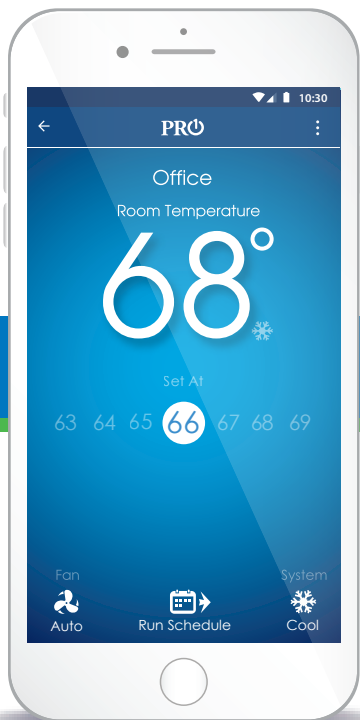 10:30
PRO
Office
Room Temperature
68°
Set At
63 64 65 66 67 68 69
Fan System
Auto Run Schedule Cool